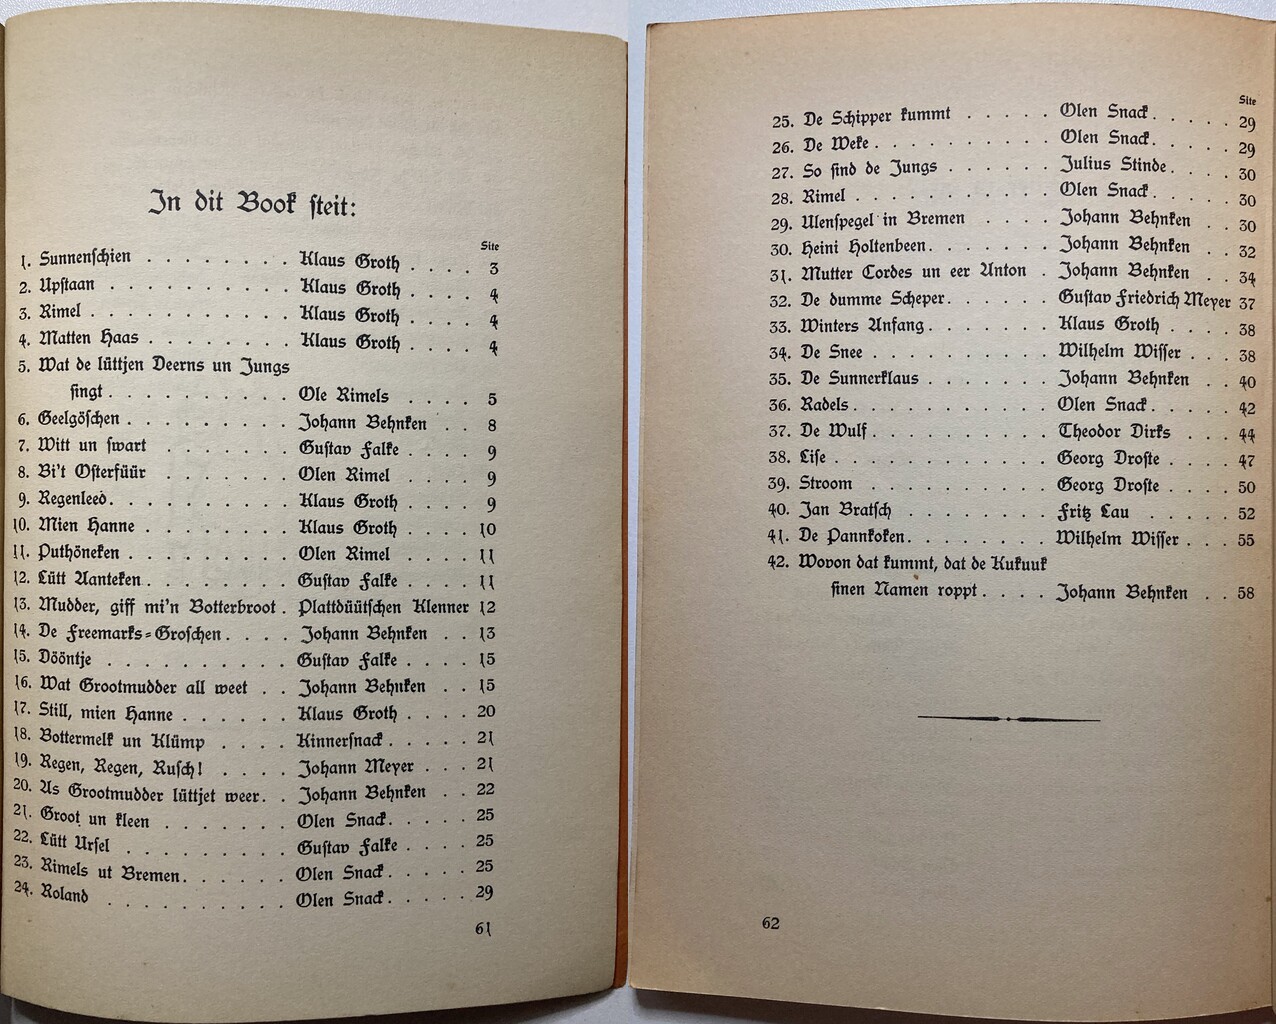 In dit Book steit:
Site
1. Sunnenschien . . . . . . . . Klaus Groth . . . . 3
2. Upstaan . . . . . . . . . . Klaus Groth . . . . 4
3. Rimel . . . . . . . . . . . Klaus Groth . . . . 4
4. Matten Haas . . . . . . . . Klaus Groth . . . . 4
5. Wat de lüttjen Deerns un Jungs
singt . . . . . . . . . . Ole Rimels . . . . 5
6. Geelgöschen . . . . . . . . Johann Behnken . . 8
7. Witt un swart . . . . . . . Gustav Falke . . . . 9
8. Bi't Osterfüür . . . . . . . Olen Rimel . . . . 9
9. Regenleed. . . . . . . . . . Klaus Groth . . . . 9
10. Mien Hanne . . . . . . . . Klaus Groth . . . . 10
11. Puthöneken . . . . . . . . Olen Rimel . . . . 11
12. Lütt Aanteken . . . . . . . . Gustav Falke . . . . 11
13. Mudder, giff mi'n Botterbroot . Plattdüütschen Klenner 12
14. De Freemarks-Groschen . . . . Johann Behnken . . 13
15. Dööntje . . . . . . . . . . Gustav Falke . . . . 15
16. Wat Grootmudder all weet . . Johann Behnken . . 15
17. Still, mien Hanne . . . . . . Klaus Groth . . . . 20
18. Bottermelk un Klümp . . . . Kinnersnack . . . . . 21
19. Regen, Regen, Rusch! . . . . Johann Meyer . . . 21
20. As Grootmudder lüttjet weer. . . Johann Behnken . . 22
21. Groot un kleen . . . . . . . Olen Snack. . . . . 25
22. Lütt Ursel . . . . . . . . . Gustav Falke . . . . 25
23. Rimels ut Bremen. . . . . . . Olen Snack. . . . . 25
24. Roland . . . . . . . . . . Olen Snack. . . . . 29
61
Site
25. De Schipper kummt . . . . . Olen Snack. . . . . 29
26. De Weke . . . . . . . . . . Olen Snack. . . . . 29
27. So sind de Jungs . . . . . . Julius Stinde. . . . 30
28. Rimel . . . . . . . . . . . Olen Snack. . . . . 30
29. Ulenspegel in Bremen . . . . Johann Behnken . . 30
30. Heini Holtenbeen. . . . . . . Johann Behnken . . 32
31. Mutter Cordes un eer Anton . Johann Behnken . . 34
32. De dumme Scheper. . . . . . Gustav Friedrich Meyer 37
33. Winters Anfang. . . . . . . Klaus Groth . . . . 38
34. De Snee . . . . . . . . . . Wilhelm Wisser . . . 38
35. De Sunnerklaus . . . . . . . Johann Behnken . . 40
36. Radels. . . . . . . . . . . Olen Snack. . . . . 42
37. De Wulf. . . . . . . . . . Theodor Dirks . . . 44
38. Lise . . . . . . . . . . . . Georg Droste . . . . 47
39. Stroom . . . . . . . . . . Georg Droste . . . . 50
40. Jan Bratsch . . . . . . . . Fritz Lau . . . . . 52
41. De Pannkoken. . . . . . . . Wilhelm Wisser . . . 55
42. Wovon dat kummt, dat de Kukuuk
sinen Namen roppt . . . . Johann Behnken . . 58
62